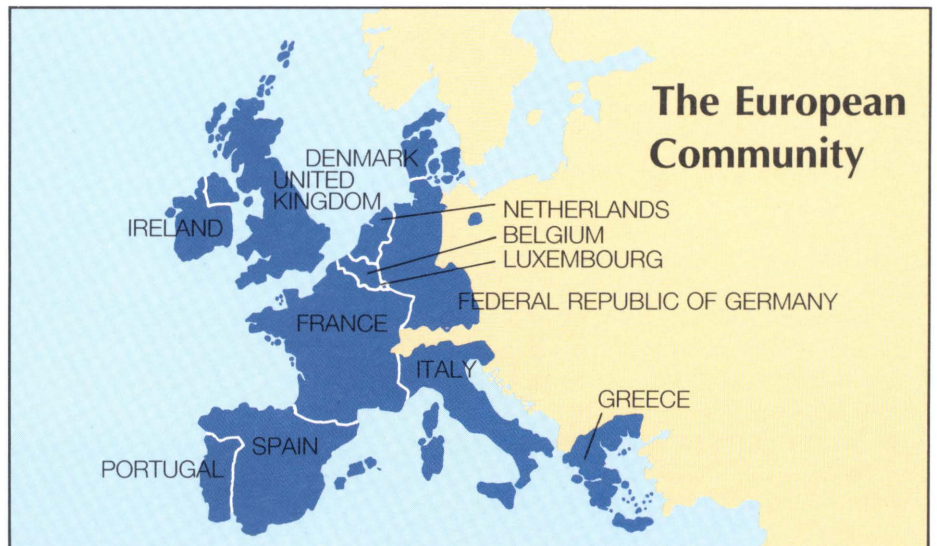 The European
Community
DENMARK
UNITED
KINGDOM
IRELAND
NETHERLANDS
BELGIUM
LUXEMBOURG
FEDERAL REPUBLIC OF GERMANY
FRANCE
ITALY
GREECE
SPAIN
PORTUGAL